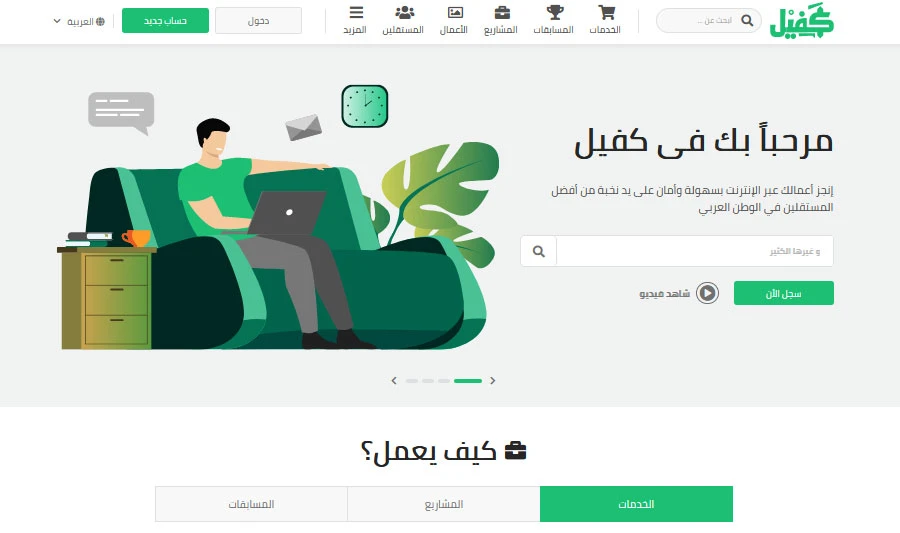 كفيل
ابحث عن ...
الخدمات
المسابقات
المشاريع
الأعمال
المستقلين
المزيد
دخول
حساب جديد
العربية
مرحباً بك فى كفيل
إنجز أعمالك عبر الإنترنت بسهولة وأمان على يد نخبة من أفضل
المستقلين في الوطن العربي
و غيرها الكثير
سجل الأن
شاهد فيديو
كيف يعمل؟
الخدمات
المشاريع
المسابقات